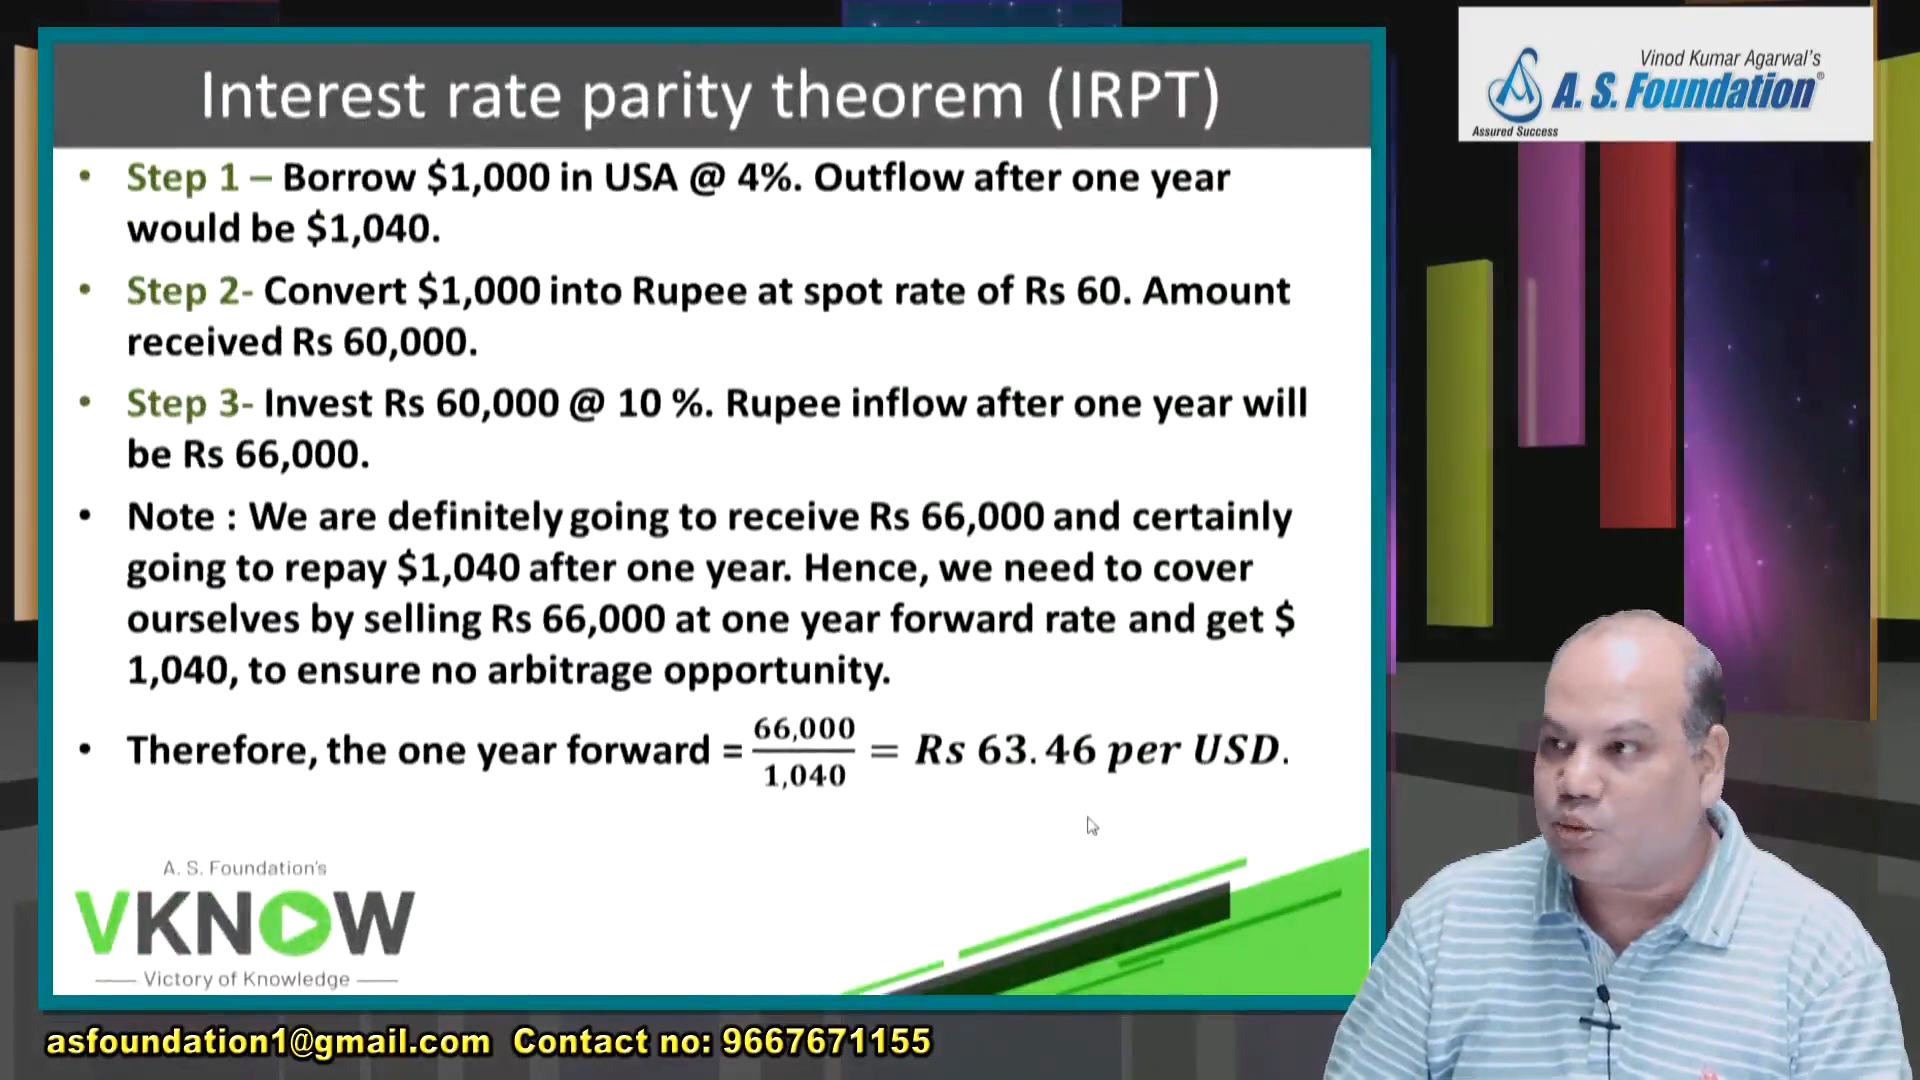 Interest rate parity theorem (IRPT)
Vinod Kumar Agarwal's
A. S. Foundation®
Assured Success
• Step 1 – Borrow $1,000 in USA @ 4%. Outflow after one year
would be $1,040.
• Step 2- Convert $1,000 into Rupee at spot rate of Rs 60. Amount
received Rs 60,000.
• Step 3- Invest Rs 60,000 @ 10 %. Rupee inflow after one year will
be Rs 66,000.
• Note : We are definitely going to receive Rs 66,000 and certainly
going to repay $1,040 after one year. Hence, we need to cover
ourselves by selling Rs 66,000 at one year forward rate and get $
1,040, to ensure no arbitrage opportunity.
• Therefore, the one year forward = 66,000/1,040 = Rs 63.46 per USD.
A. S. Foundation's
VKNOW
Victory of Knowledge
asfoundation1@gmail.com Contact no: 9667671155